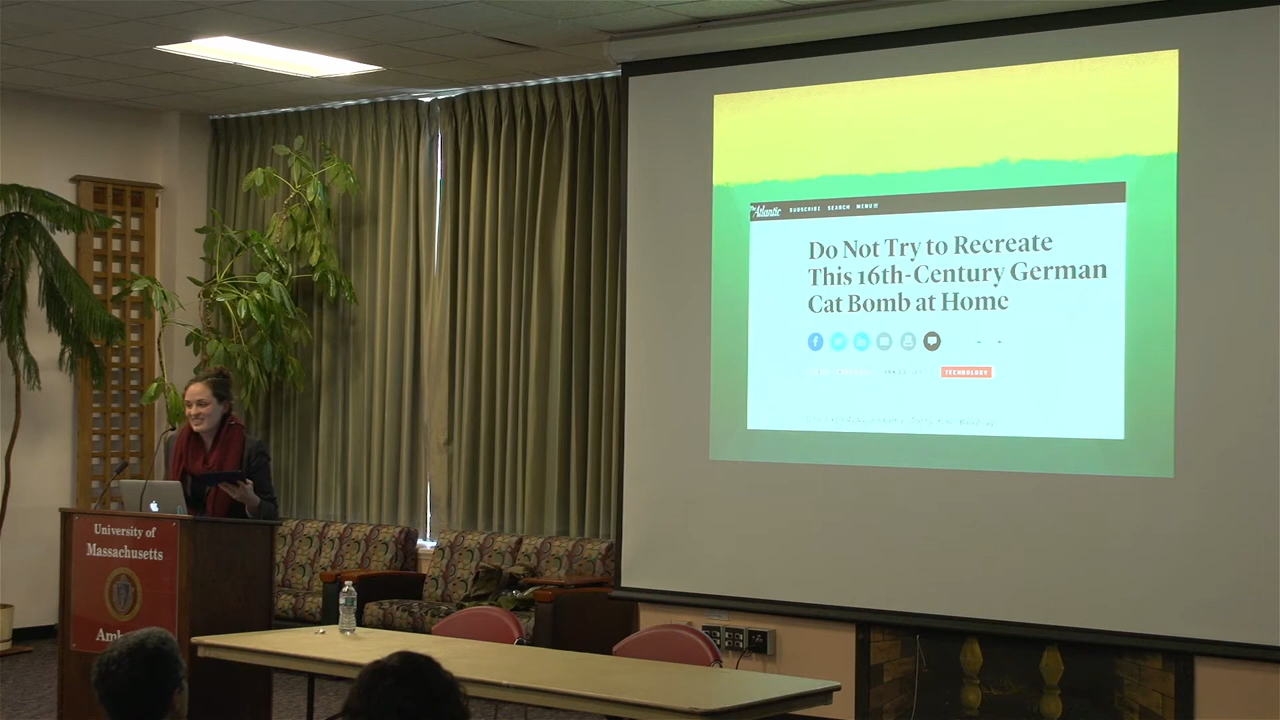 The Atlantic SUBSCRIBE SEARCH MENU
Do Not Try to Recreate
This 16th-Century German
Cat Bomb at Home
TECHNOLOGY
University of
Massachusetts